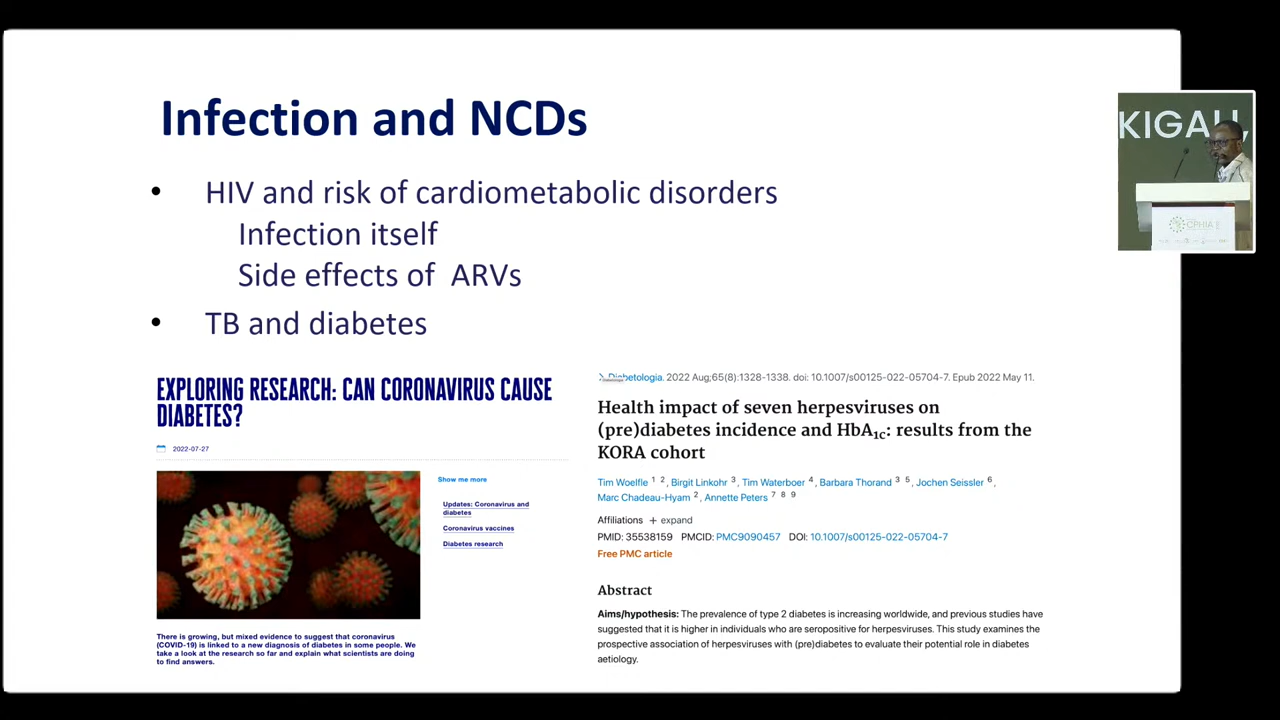 Infection and NCDs
• HIV and risk of cardiometabolic disorders
Infection itself
Side effects of ARVs
• TB and diabetes
EXPLORING RESEARCH: CAN CORONAVIRUS CAUSE
DIABETES?
2022-07-27
Show me more
Updates: Coronavirus and
diabetes
Coronavirus vaccines
Diabetes research
There is growing, but mixed evidence to suggest that coronavirus
(COVID-19) is linked to a new diagnosis of diabetes in some people. We
take a look at the research so far and explain what scientists are doing
to find answers.
> Diabetologia. 2022 Aug;65(8):1328-1338. doi: 10.1007/s00125-022-05704-7. Epub 2022 May 11.
Health impact of seven herpesviruses on
(pre)diabetes incidence and HbA1c: results from the
KORA cohort
Tim Woelfle 1 2, Birgit Linkohr 3, Tim Waterboer 4, Barbara Thorand 3 5, Jochen Seissler 6,
Marc Chadeau-Hyam 2, Annette Peters 7 8 9
Affiliations + expand
PMID: 35538159 PMCID: PMC9090457 DOI: 10.1007/s00125-022-05704-7
Free PMC article
Abstract
Aims/hypothesis: The prevalence of type 2 diabetes is increasing worldwide, and previous studies have
suggested that it is higher in individuals who are seropositive for herpesviruses. This study examines the
prospective association of herpesviruses with (pre)diabetes to evaluate their potential role in diabetes
aetiology.
KIGALI,
CPHIA